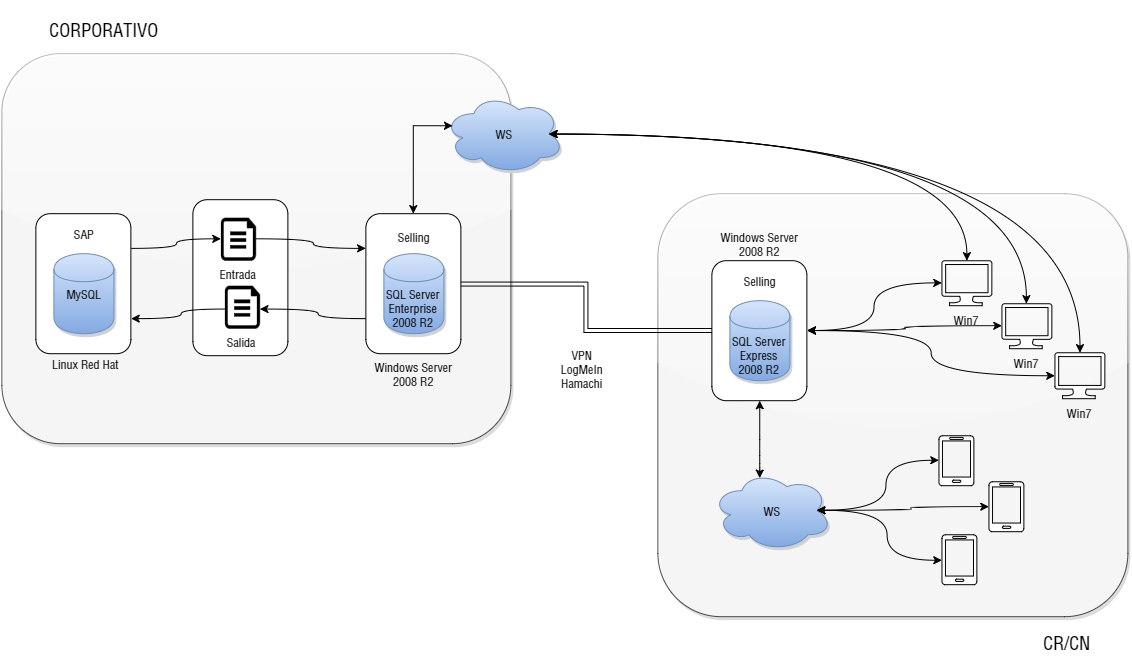 CORPORATIVO
WS
SAP
MySQL
Linux Red Hat
Entrada
Salida
Selling
SQL Server
Enterprise
2008 R2
Windows Server
2008 R2
VPN
LogMeIn
Hamachi
Windows Server
2008 R2
Selling
SQL Server
Express
2008 R2
Win7
Win7
Win7
WS
CR/CN